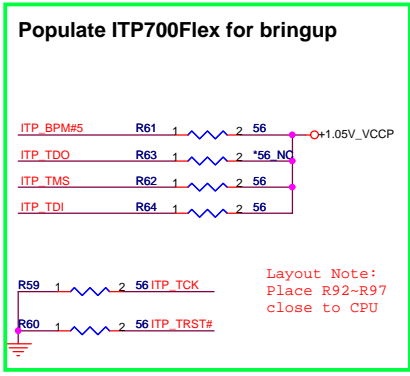 Populate ITP700Flex for bringup
ITP_BPM#5 R61 1 2 56 +1.05V_VCCP
ITP_TDO R63 1 2 *56_NC
ITP_TMS R62 1 2 56
ITP_TDI R64 1 2 56
R59 1 2 56 ITP_TCK
R60 1 2 56 ITP_TRST#
Layout Note:
Place R92~R97
close to CPU